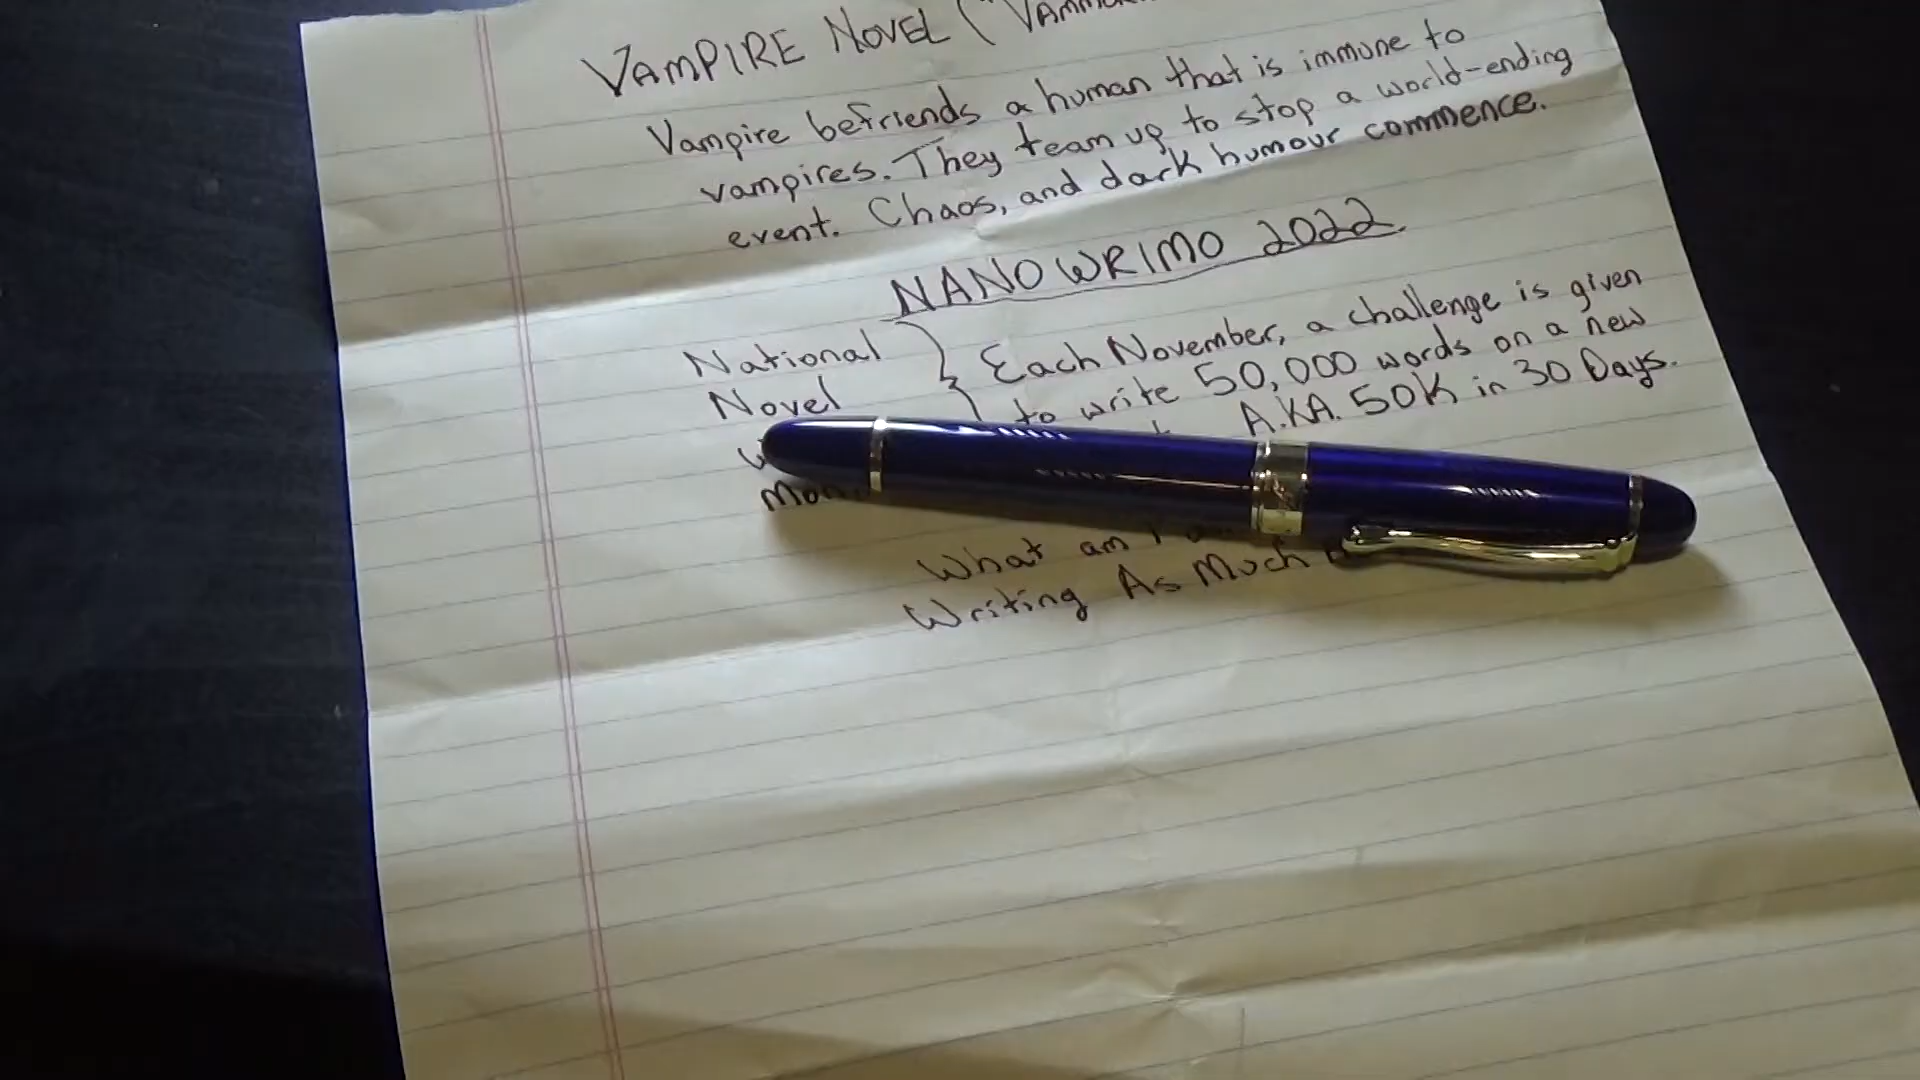 VAMPIRE NOVEL (
Vampire befriends a human that is immune to
vampires. They team up to stop a world-ending
event. Chaos, and dark humour commence.
NANOWRIMO 2022
National
Novel
Each November, a challenge is given
to write 50,000 words on a new
A.KA. 50K in 30 Days.
What am I
Writing As Much